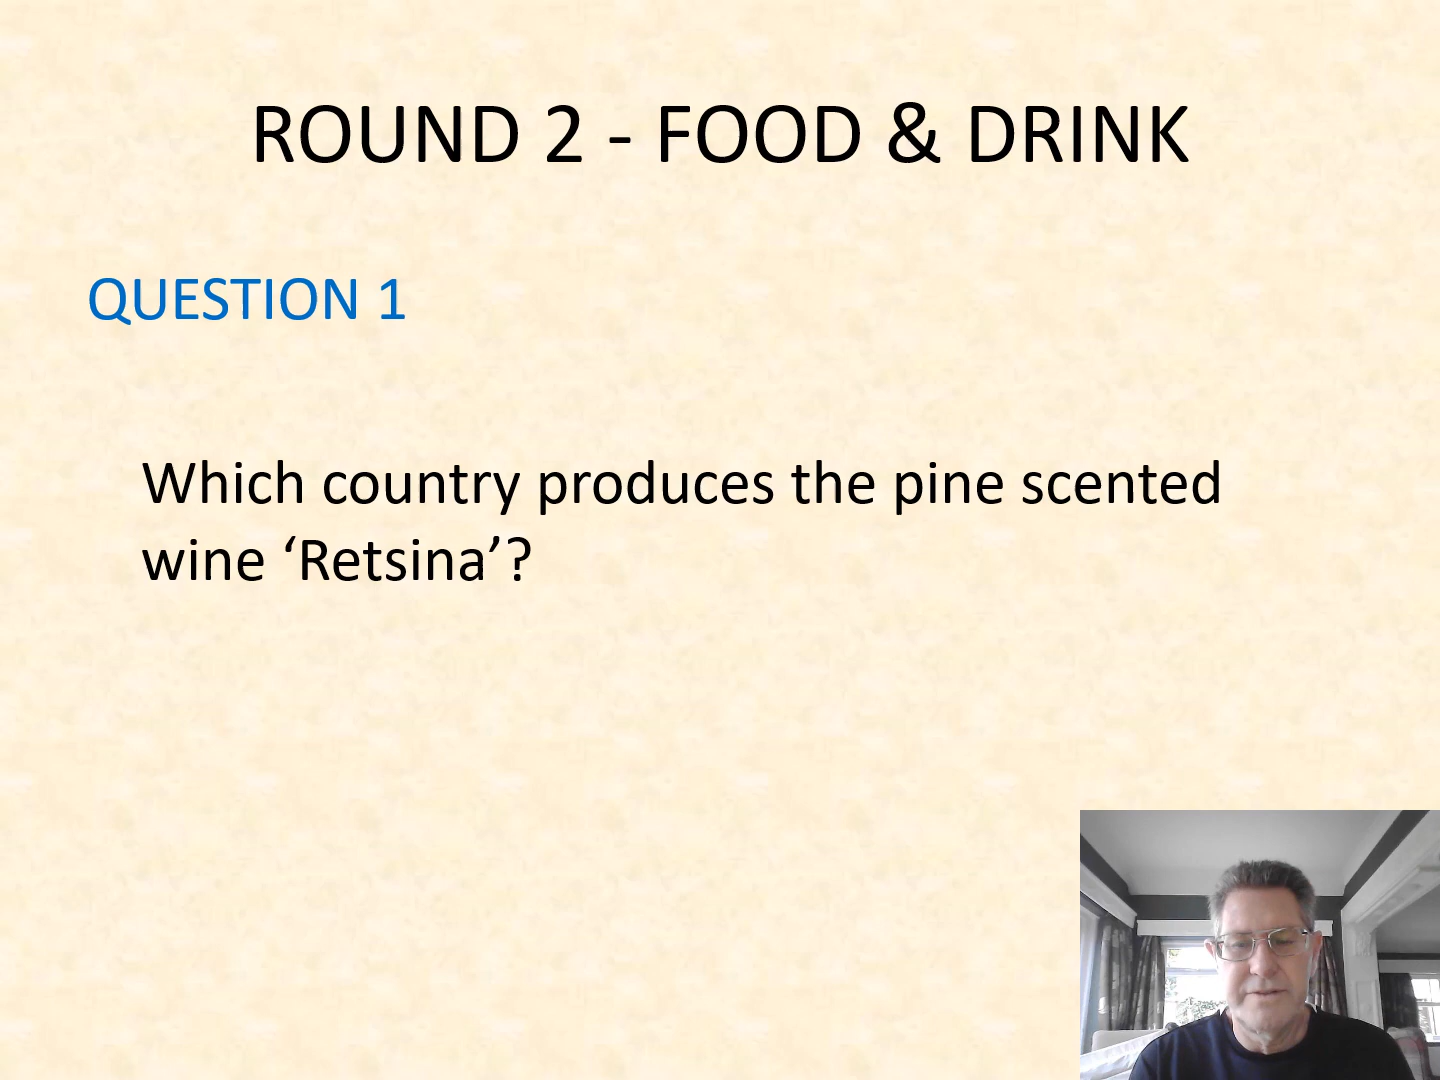 ROUND 2 - FOOD & DRINK
QUESTION 1
Which country produces the pine scented
wine ‘Retsina’?